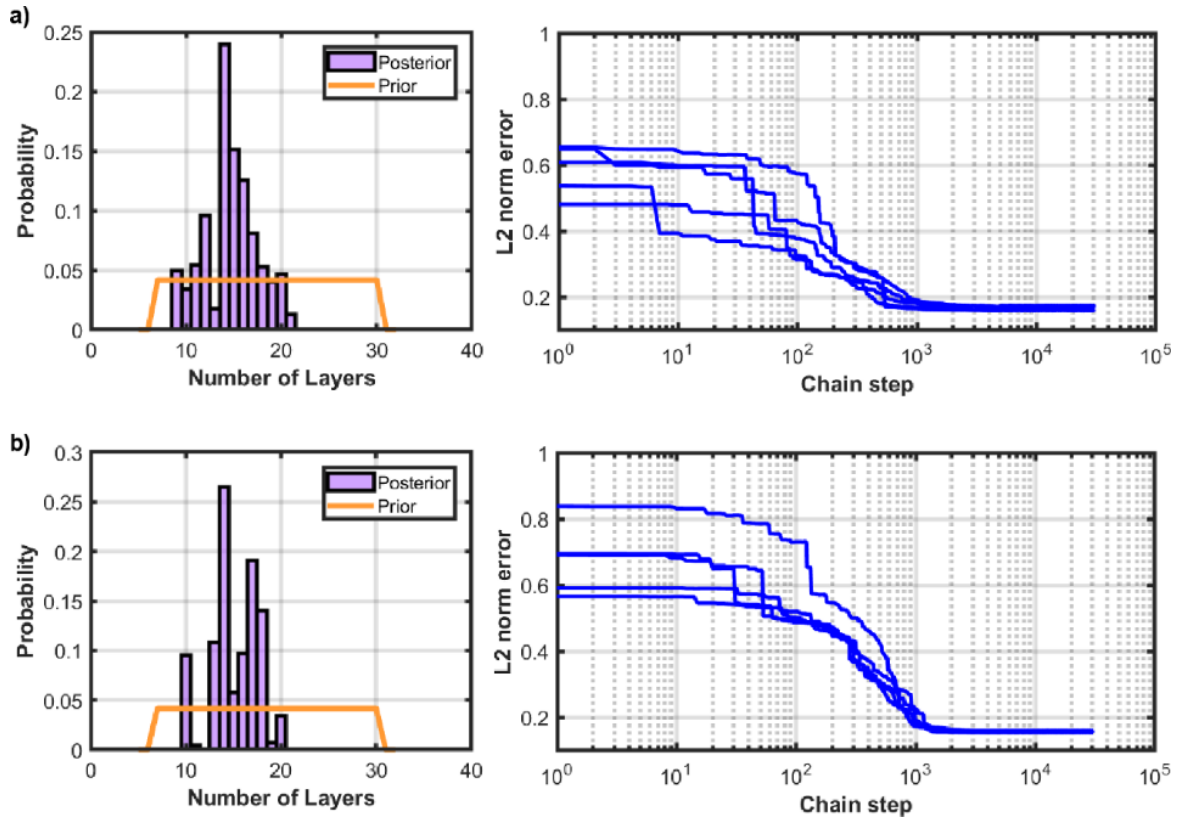 a)
0.25
0.2
0.15
0.1
0.05
0
Probability
Posterior
Prior
0 10 20 30 40
Number of Layers
1
0.8
0.6
0.4
0.2
L2 norm error
10^0 10^1 10^2 10^3 10^4 10^5
Chain step
b)
0.3
0.25
0.2
0.15
0.1
0.05
0
Probability
Posterior
Prior
0 10 20 30 40
Number of Layers
1
0.8
0.6
0.4
0.2
L2 norm error
10^0 10^1 10^2 10^3 10^4 10^5
Chain step